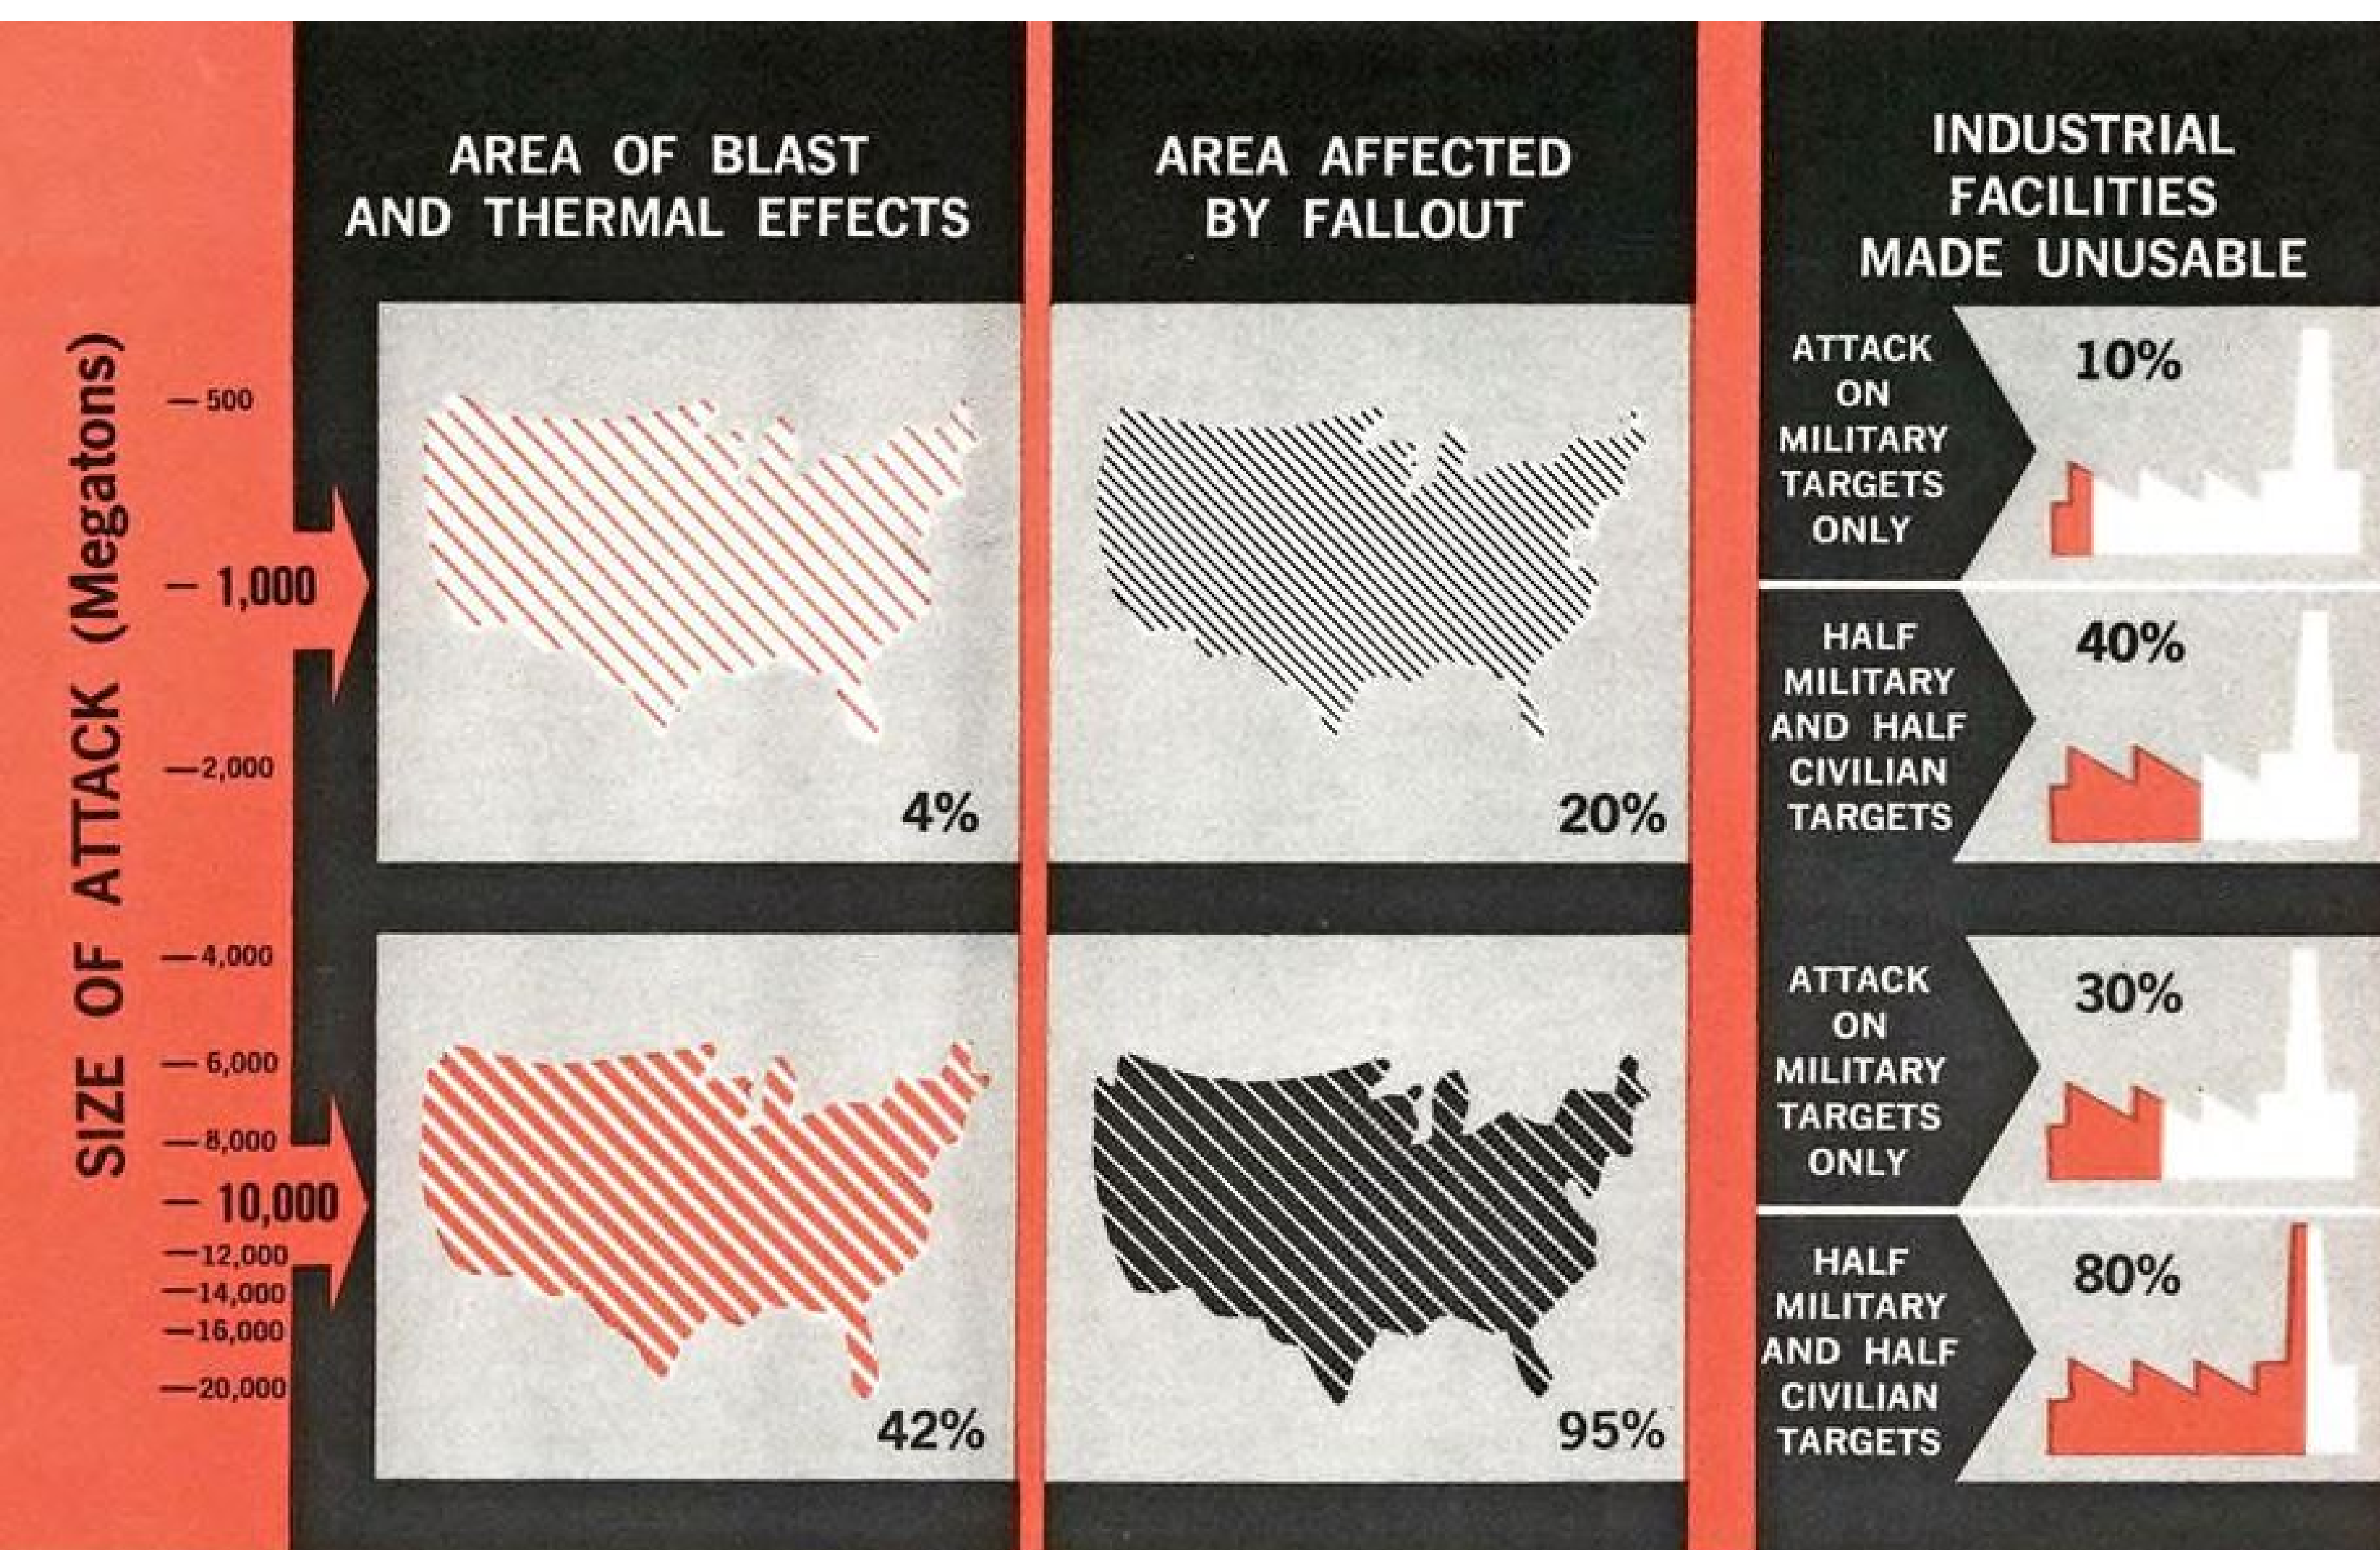 SIZE OF ATTACK (Megatons)
— 500
— 1,000
— 2,000
— 4,000
— 6,000
— 8,000
— 10,000
— 12,000
— 14,000
— 16,000
— 20,000
AREA OF BLAST
AND THERMAL EFFECTS
4%
42%
AREA AFFECTED
BY FALLOUT
20%
95%
INDUSTRIAL
FACILITIES
MADE UNUSABLE
ATTACK
ON
MILITARY
TARGETS
ONLY
10%
HALF
MILITARY
AND HALF
CIVILIAN
TARGETS
40%
ATTACK
ON
MILITARY
TARGETS
ONLY
30%
HALF
MILITARY
AND HALF
CIVILIAN
TARGETS
80%